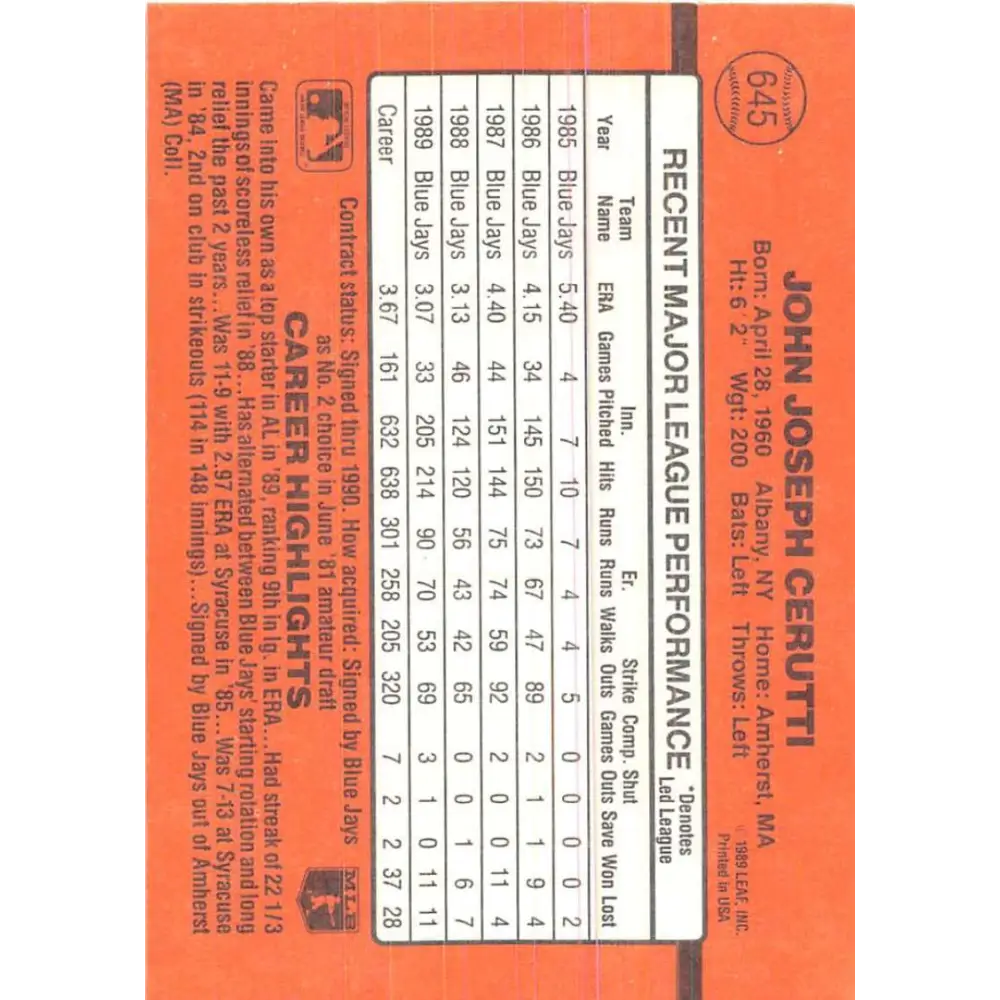 645
JOHN JOSEPH CERUTTI
Born: April 28, 1960 Albany, NY Home: Amherst, MA
Ht: 6' 2" Wgt: 200 Bats: Left Throws: Left
© 1989 LEAF, INC.
Printed in USA
RECENT MAJOR LEAGUE PERFORMANCE *Denotes Led League
Team Inn. Er. Strike Comp. Shut
Year Name ERA Games Pitched Hits Runs Runs Walks Outs Games Outs Save Won Lost
1985 Blue Jays 5.40 4 7 10 7 4 4 5 0 0 0 0 2
1986 Blue Jays 4.15 34 145 150 73 67 47 89 2 1 1 9 4
1987 Blue Jays 4.40 44 151 144 75 74 59 92 2 0 0 11 4
1988 Blue Jays 3.13 46 124 120 56 43 42 65 0 0 1 6 7
1989 Blue Jays 3.07 33 205 214 90 70 53 69 3 1 0 11 11
Career 3.67 161 632 638 301 258 205 320 7 2 2 37 28
Contract status: Signed thru 1990. How acquired: Signed by Blue Jays
as No. 2 choice in June '81 amateur draft
MLB
CAREER HIGHLIGHTS
Came into his own as a top starter in AL in '89, ranking 9th in lg. in ERA...Had streak of 22 1/3
innings of scoreless relief in '88...Has alternated between Blue Jays' starting rotation and long
relief the past 2 years...Was 11-9 with 2.97 ERA at Syracuse in '85...Was 7-13 at Syracuse
in '84, 2nd on club in strikeouts (114 in 148 innings)...Signed by Blue Jays out of Amherst
(MA) Coll.